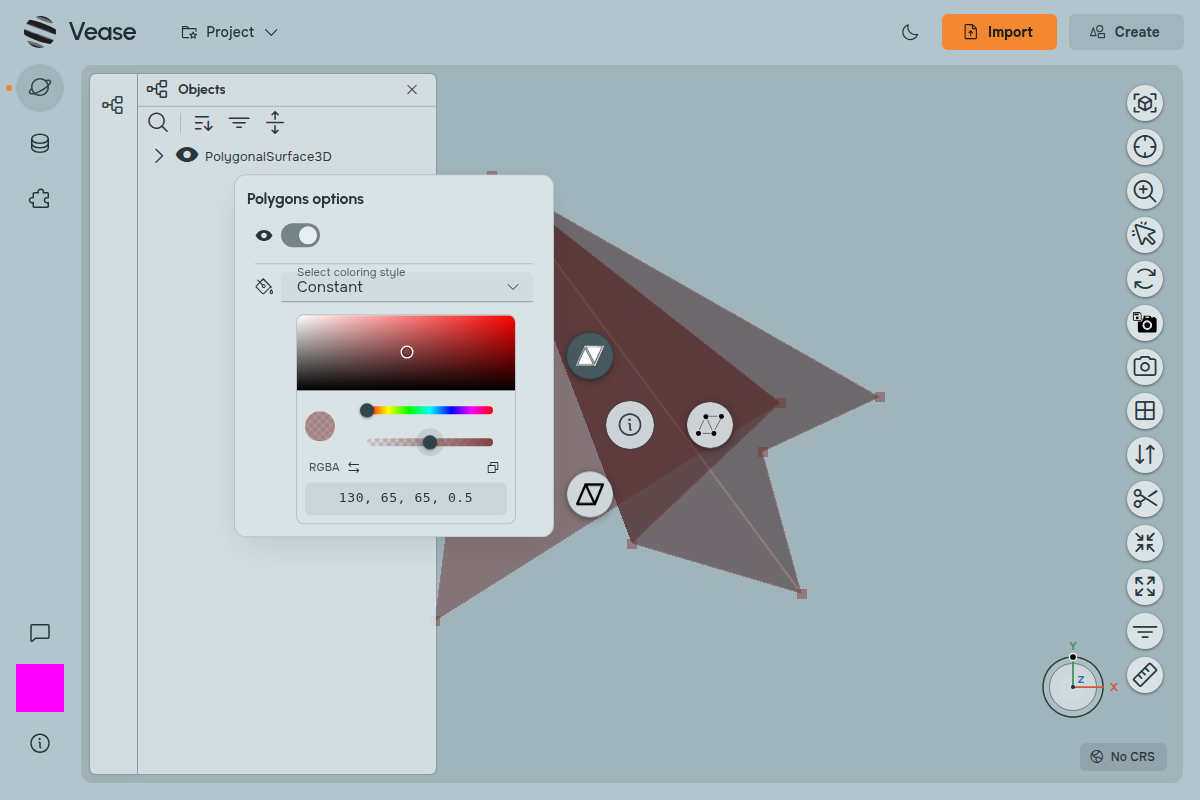 Vease
Project
Import
Create
Objects
PolygonalSurface3D
Polygons options
Select coloring style
Constant
RGBA
130, 65, 65, 0.5
Y
Z
X
No CRS